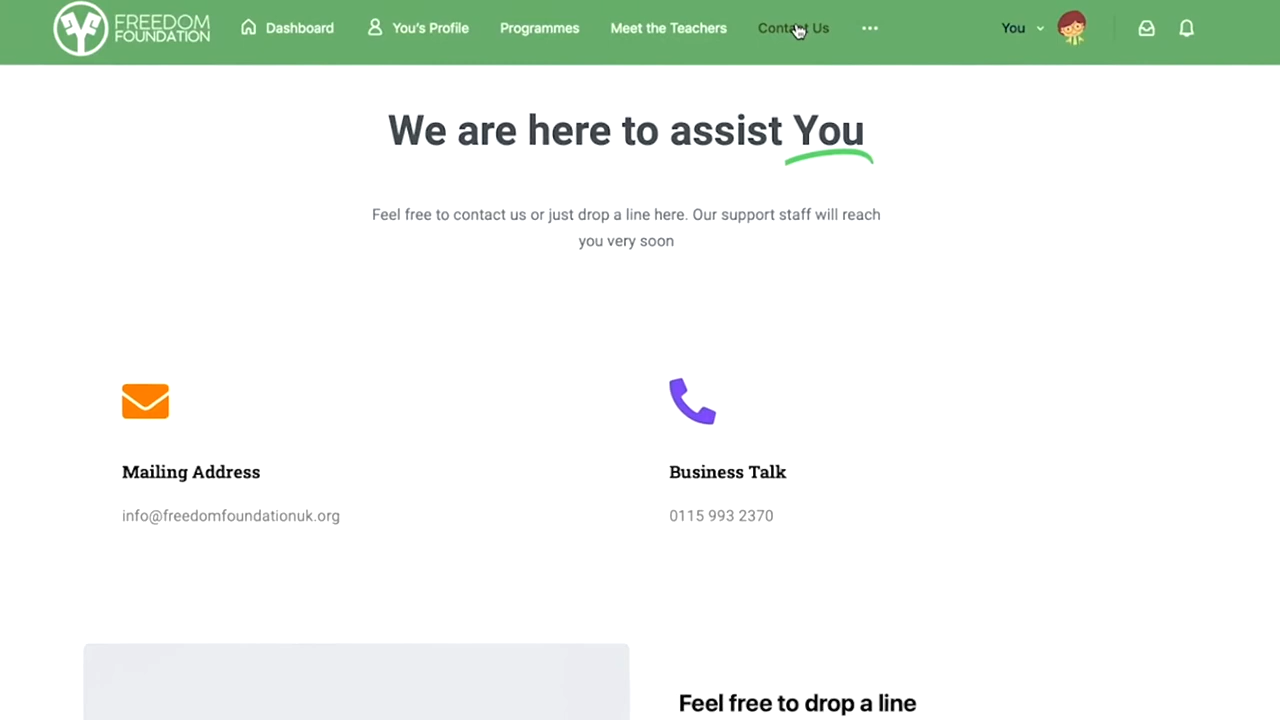 FREEDOM
FOUNDATION
Dashboard
You's Profile
Programmes
Meet the Teachers
Contact Us
You
We are here to assist You
Feel free to contact us or just drop a line here. Our support staff will reach
you very soon
Mailing Address
Business Talk
info@freedomfoundationuk.org
0115 993 2370
Feel free to drop a line